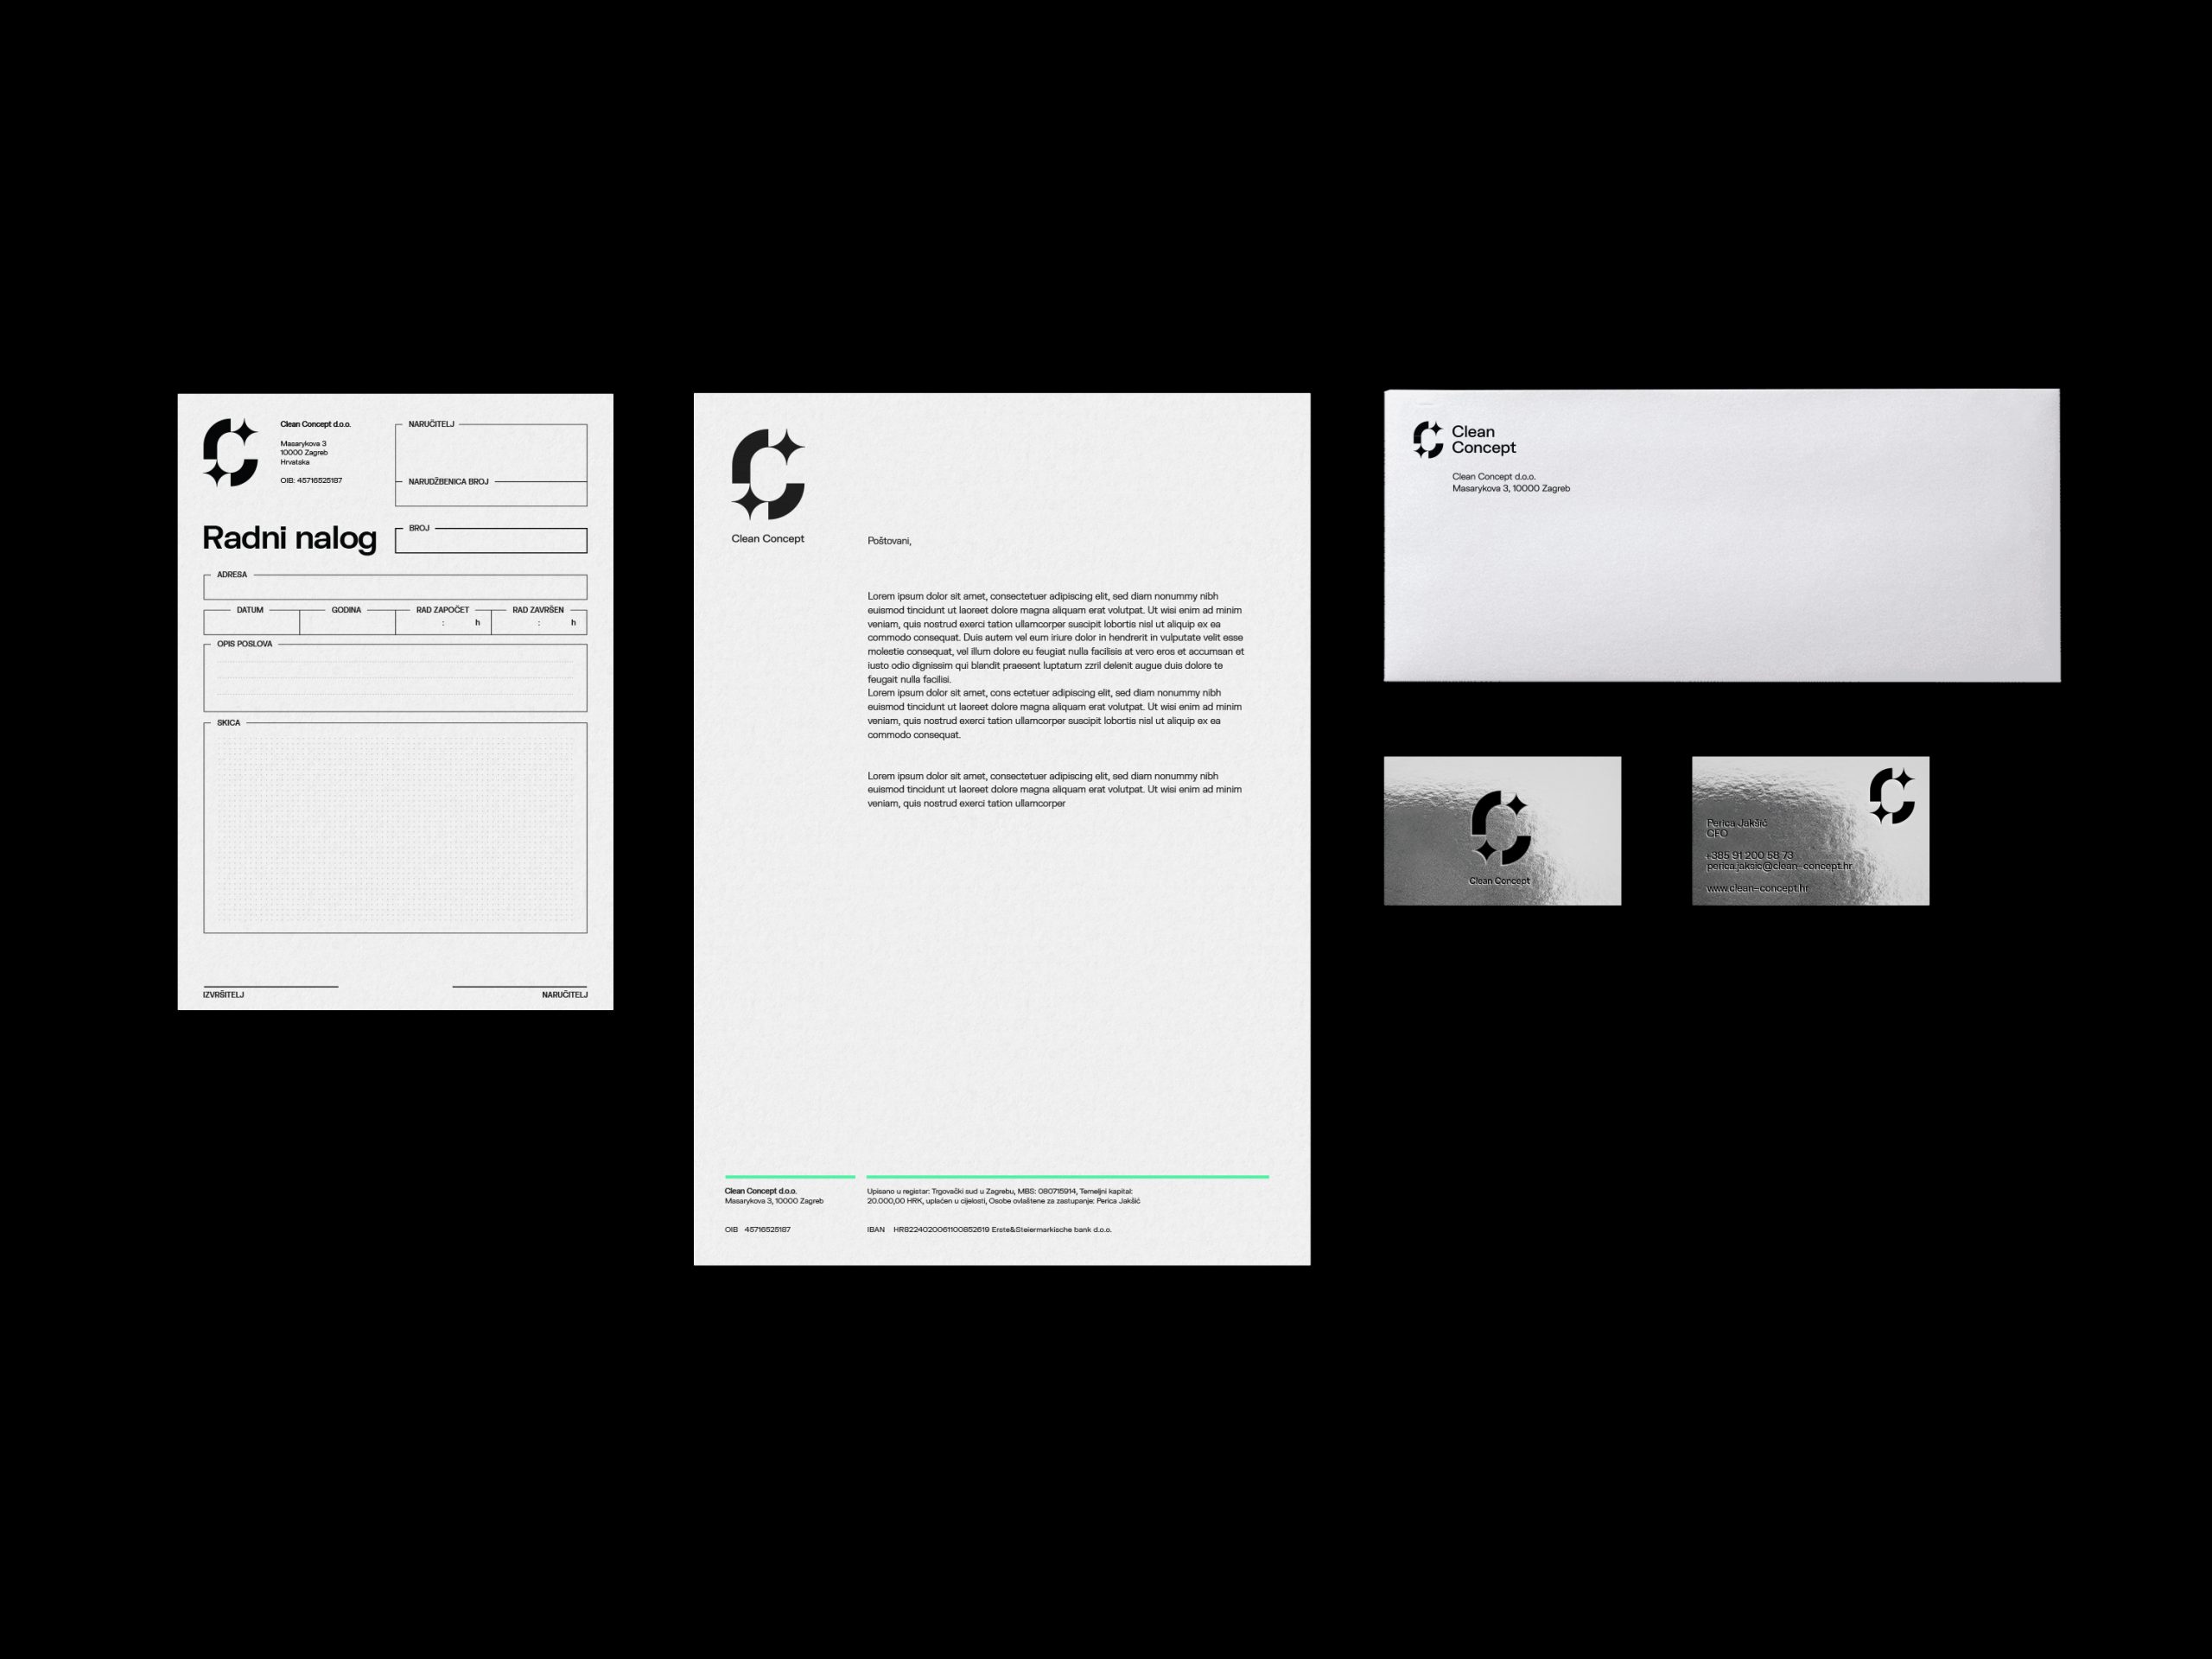 Clean Concept d.o.o.
Masarykova 3
10000 Zagreb
Hrvatska
OIB: 45716525187
NARUČITELJ
NARUDŽBENICA BROJ
Radni nalog
BROJ
ADRESA
DATUM
GODINA
RAD ZAPOČET
RAD ZAVRŠEN
: h
: h
OPIS POSLOVA
SKICA
IZVRŠITELJ
NARUČITELJ
Clean Concept
Poštovani,
Lorem ipsum dolor sit amet, consectetuer adipiscing elit, sed diam nonummy nibh
euismod tincidunt ut laoreet dolore magna aliquam erat volutpat. Ut wisi enim ad minim
veniam, quis nostrud exerci tation ullamcorper suscipit lobortis nisl ut aliquip ex ea
commodo consequat. Duis autem vel eum iriure dolor in hendrerit in vulputate velit esse
molestie consequat, vel illum dolore eu feugiat nulla facilisis at vero eros et accumsan et
iusto odio dignissim qui blandit praesent luptatum zzril delenit augue duis dolore te
feugait nulla facilisi.
Lorem ipsum dolor sit amet, cons ectetuer adipiscing elit, sed diam nonummy nibh
euismod tincidunt ut laoreet dolore magna aliquam erat volutpat. Ut wisi enim ad minim
veniam, quis nostrud exerci tation ullamcorper suscipit lobortis nisl ut aliquip ex ea
commodo consequat.
Lorem ipsum dolor sit amet, consectetuer adipiscing elit, sed diam nonummy nibh
euismod tincidunt ut laoreet dolore magna aliquam erat volutpat. Ut wisi enim ad minim
veniam, quis nostrud exerci tation ullamcorper
Clean Concept d.o.o.
Masarykova 3, 10000 Zagreb
OIB 45716525187
Upisano u registar: Trgovački sud u Zagrebu, MBS: 080715914, Temeljni kapital:
20.000,00 HRK, uplaćen u cijelosti, Osobe ovlaštene za zastupanje: Perica Jakšić
IBAN HR8224020061100852619 Erste&Steiermarkische bank d.o.o.
Clean
Concept
Clean Concept d.o.o.
Masarykova 3, 10000 Zagreb
Clean Concept
Perica Jakšić
CFO
+385 91 200 58 73
perica.jaksic@clean-concept.hr
www.clean-concept.hr